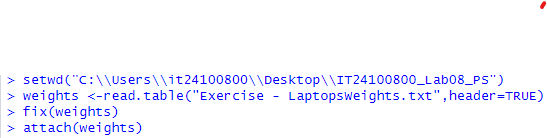 > setwd("C:\\Users\\it24100800\\Desktop\\IT24100800_Lab08_PS")
> weights <-read.table("Exercise - LaptopsWeights.txt",header=TRUE)
> fix(weights)
> attach(weights)